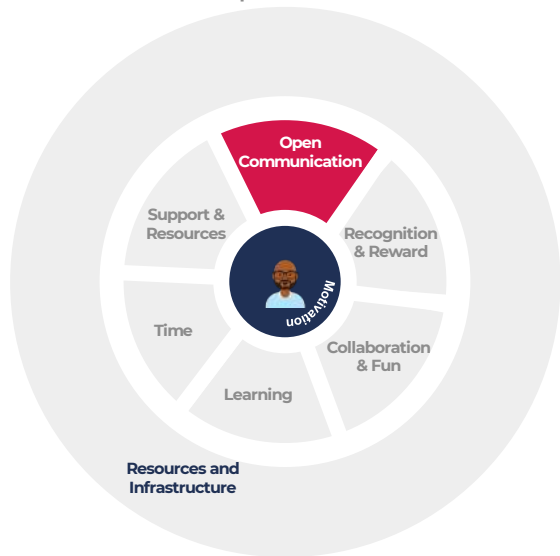 Open
Communication
Support &
Resources
Recognition
& Reward
Motivation
Time
Collaboration
& Fun
Learning
Resources and
Infrastructure